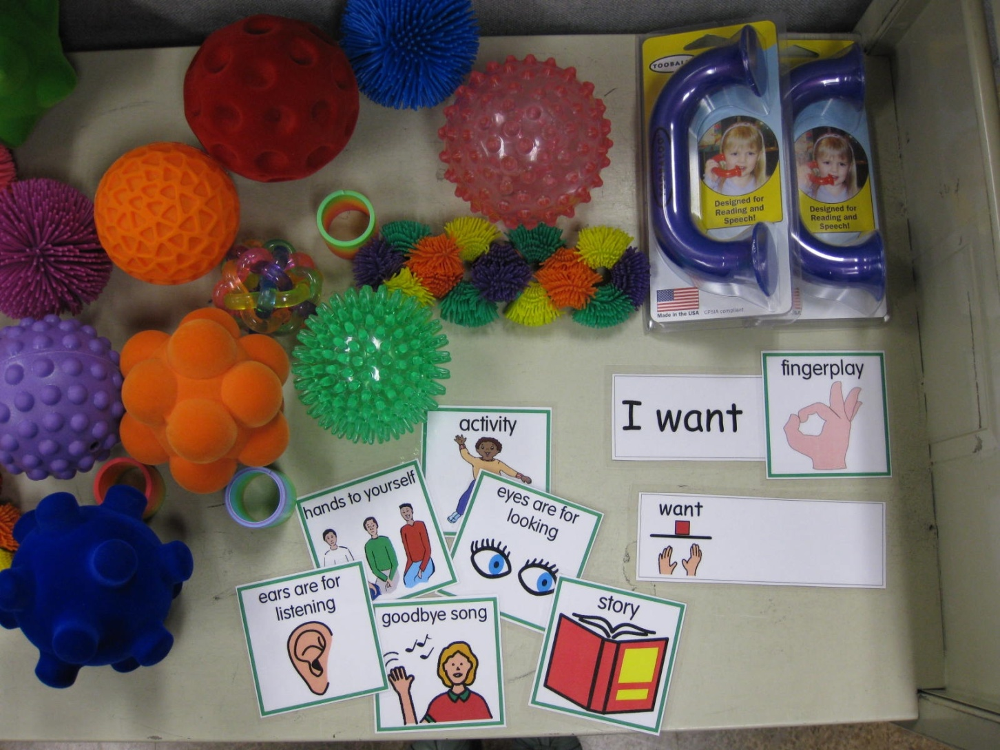 Designed for
Reading and
Speech!
Made in the USA
CPSIA compliant
Designed for
Reading and
Speech!
fingerplay
I want
activity
hands to yourself
eyes are for
looking
want
ears are for
listening
goodbye song
story